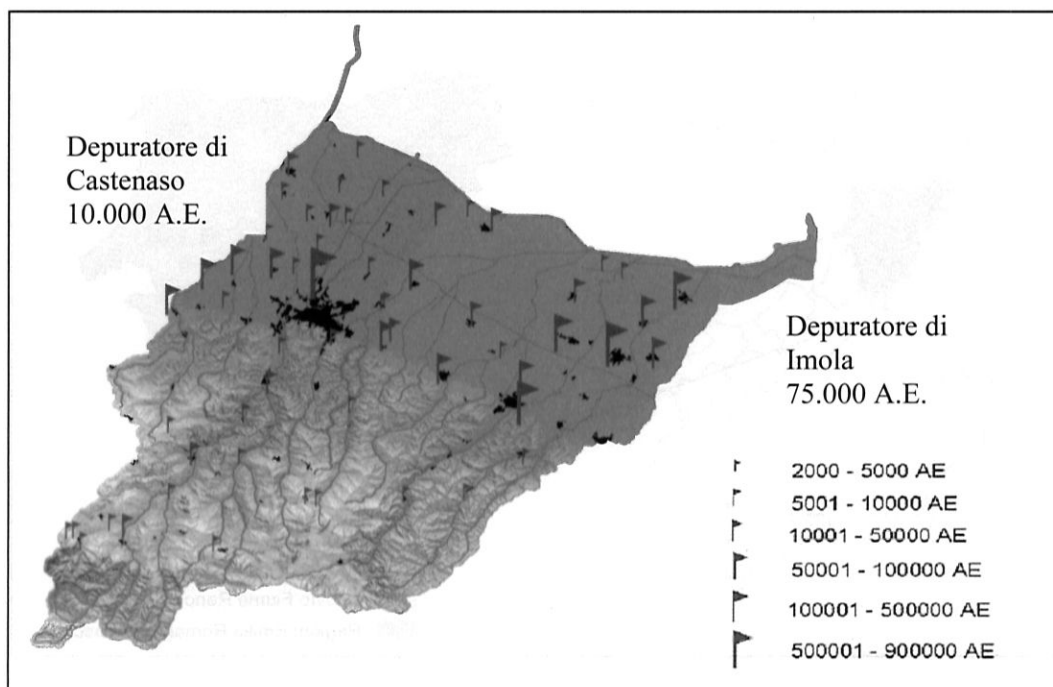 Depuratore di
Castenaso
10.000 A.E.
Depuratore di
Imola
75.000 A.E.
2000 - 5000 AE
5001 - 10000 AE
10001 - 50000 AE
50001 - 100000 AE
100001 - 500000 AE
500001 - 900000 AE